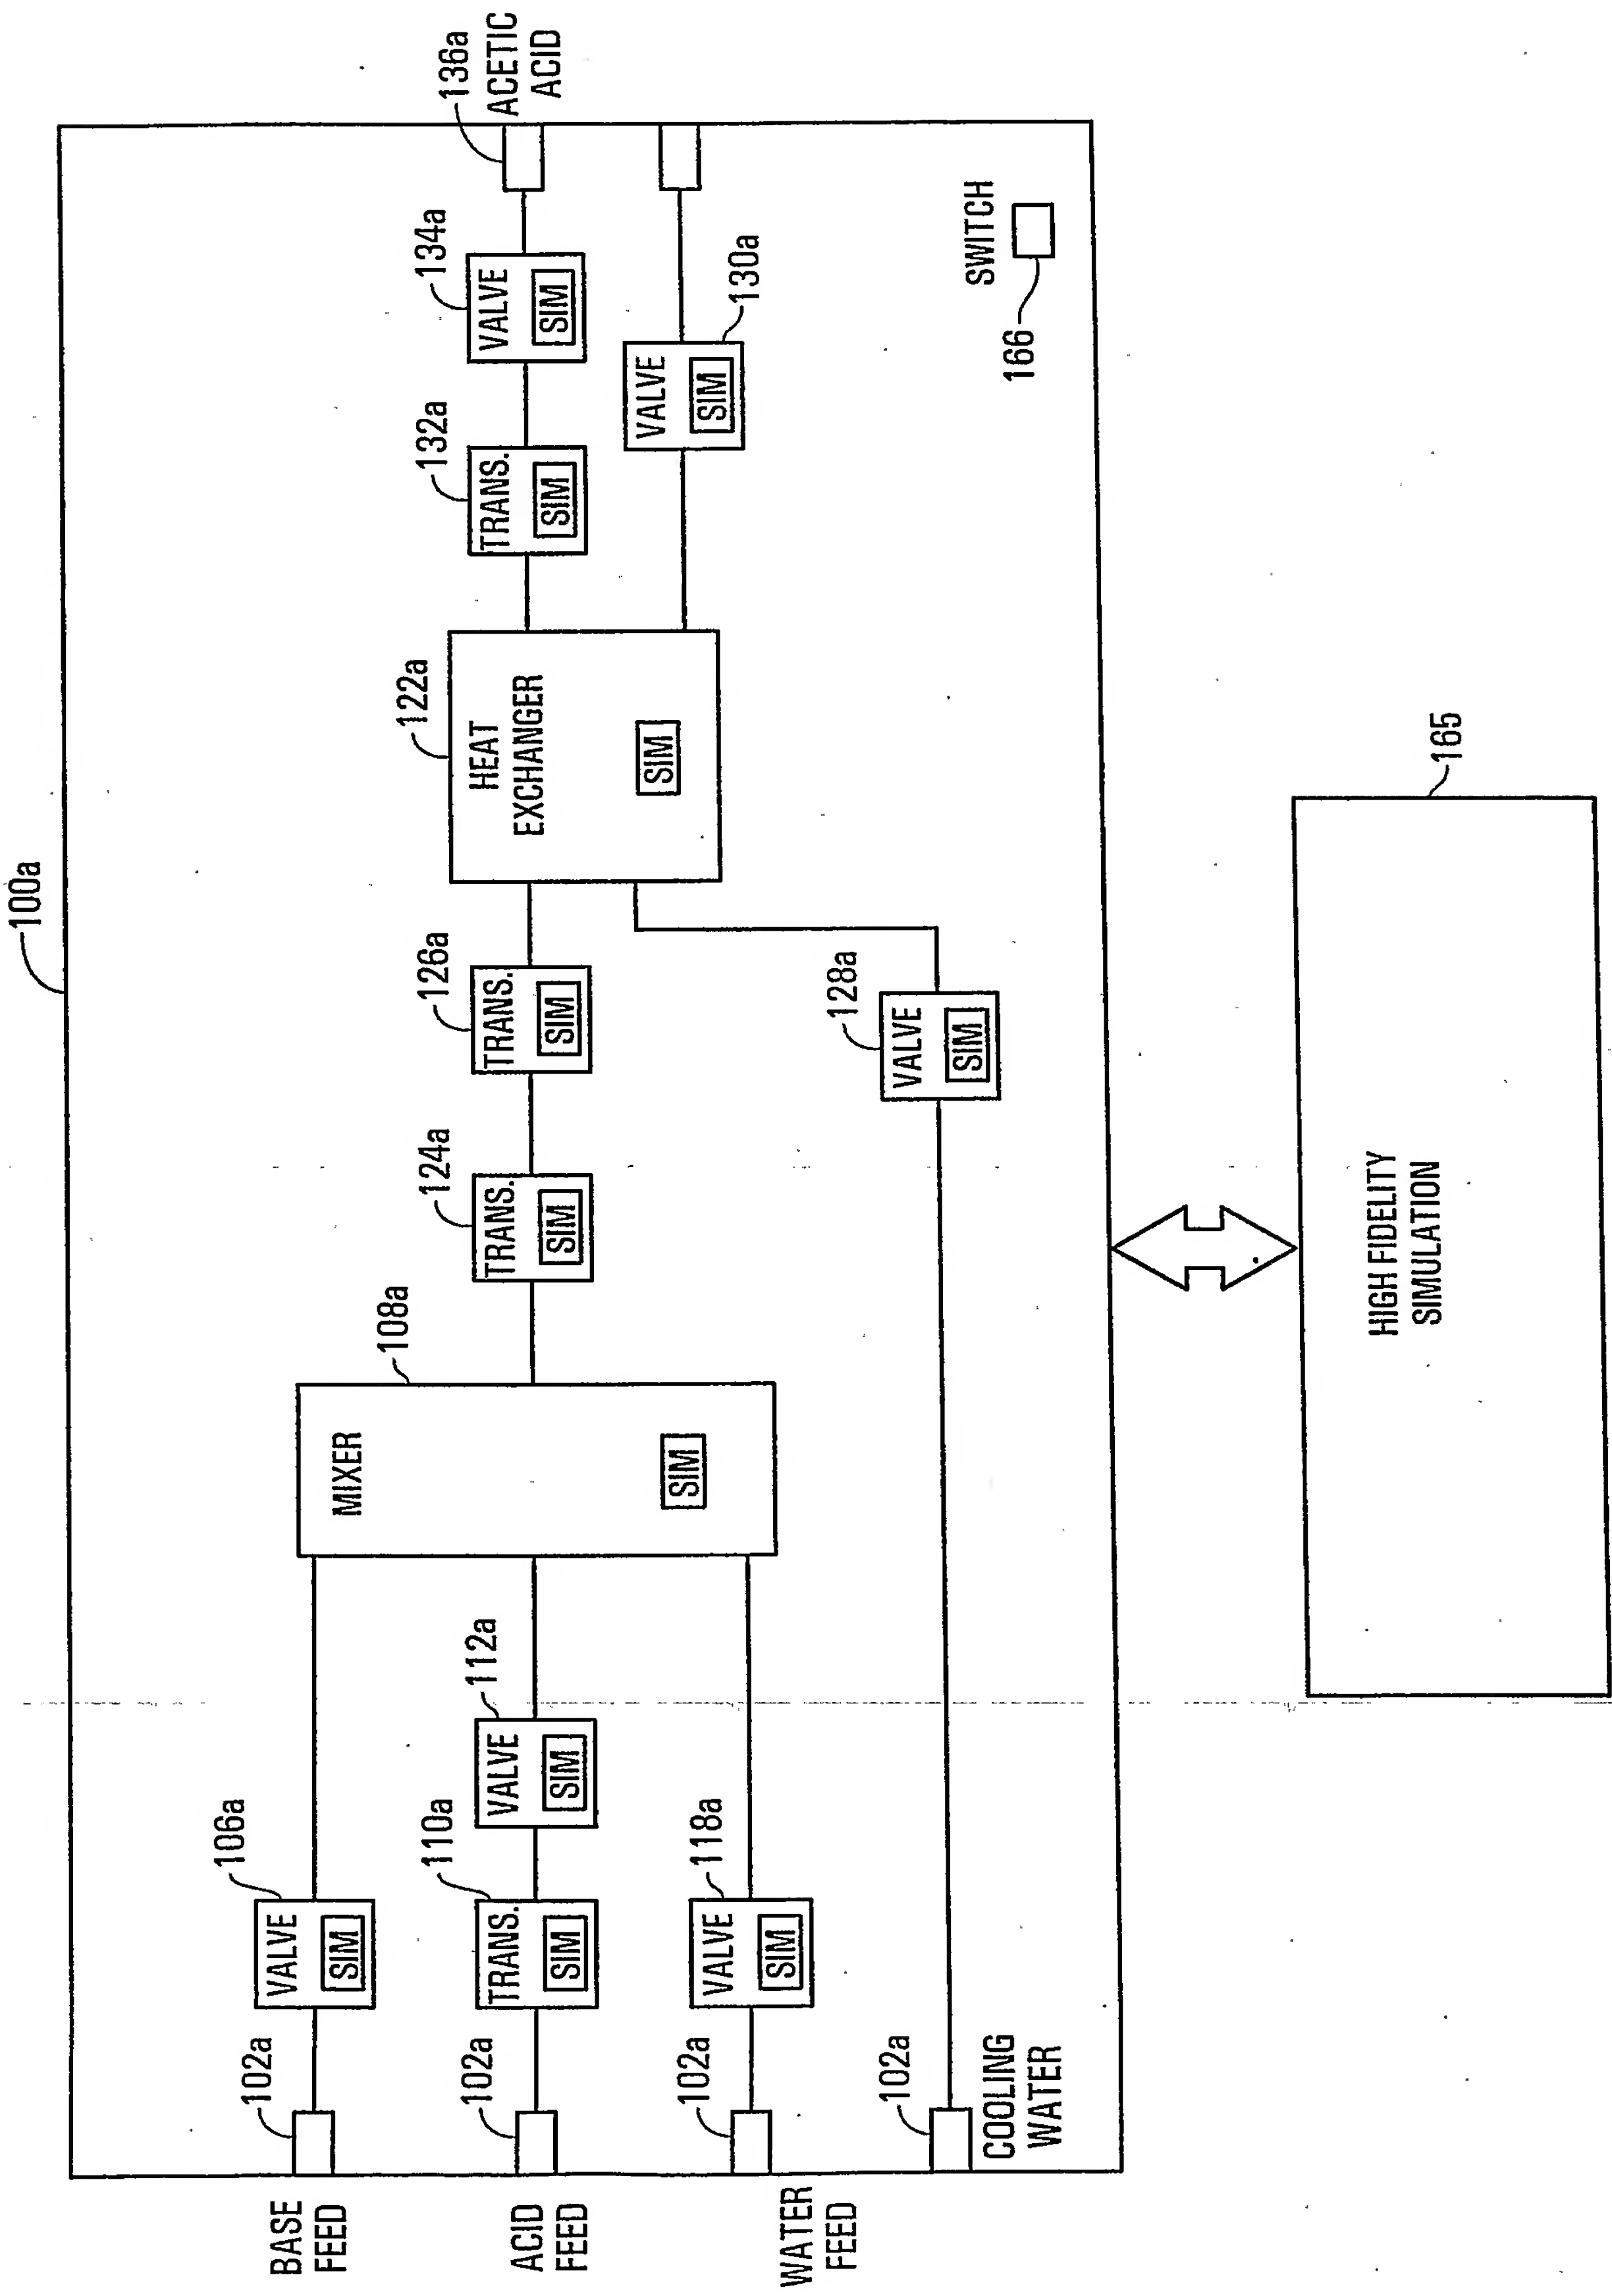 100a
BASE
FEED
102a
106a
VALVE
SIM
ACID
FEED
102a
110a
TRANS.
SIM
112a
VALVE
SIM
WATER
FEED
102a
118a
VALVE
SIM
102a
COOLING
WATER
108a
MIXER
SIM
124a
TRANS.
SIM
126a
TRANS.
SIM
128a
VALVE
SIM
122a
HEAT
EXCHANGER
SIM
132a
TRANS.
SIM
134a
VALVE
SIM
130a
VALVE
SIM
136a
ACETIC
ACID
SWITCH
166
165
HIGH FIDELITY
SIMULATION